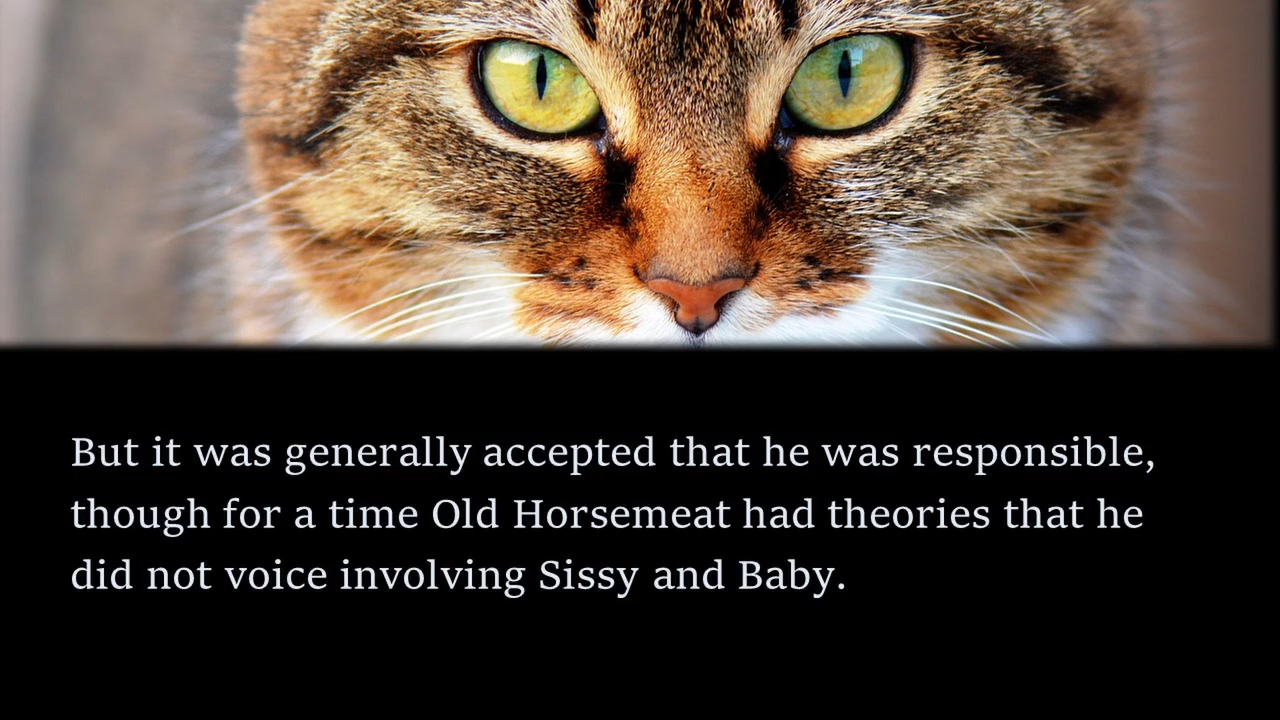 But it was generally accepted that he was responsible,
though for a time Old Horsemeat had theories that he
did not voice involving Sissy and Baby.